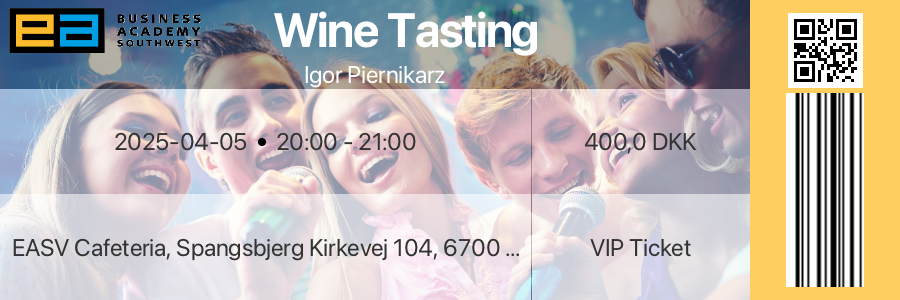 ea
BUSINESS
ACADEMY
SOUTHWEST
Wine Tasting
Igor Piernikarz
2025-04-05 • 20:00 - 21:00
400,0 DKK
EASV Cafeteria, Spangsbjerg Kirkevej 104, 6700 ...
VIP Ticket